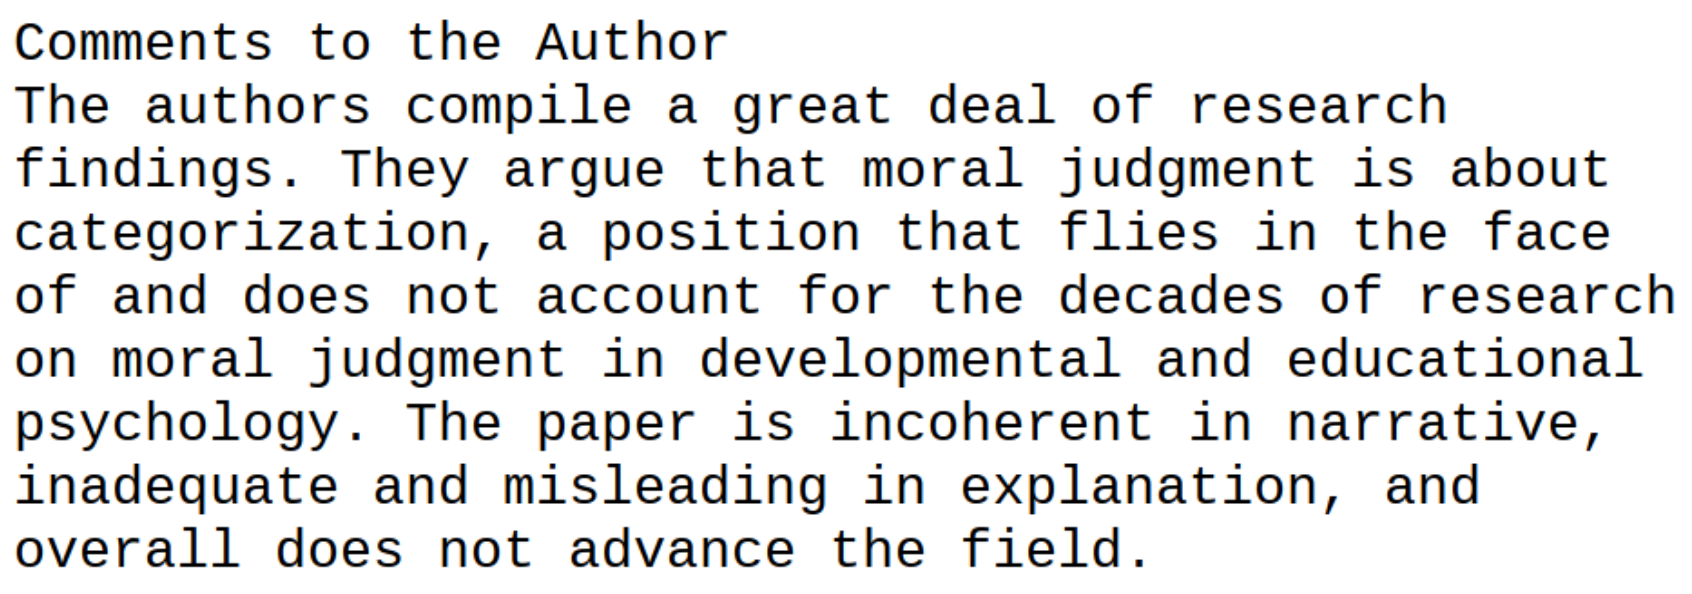 Comments to the Author
The authors compile a great deal of research
findings. They argue that moral judgment is about
categorization, a position that flies in the face
of and does not account for the decades of research
on moral judgment in developmental and educational
psychology. The paper is incoherent in narrative,
inadequate and misleading in explanation, and
overall does not advance the field.